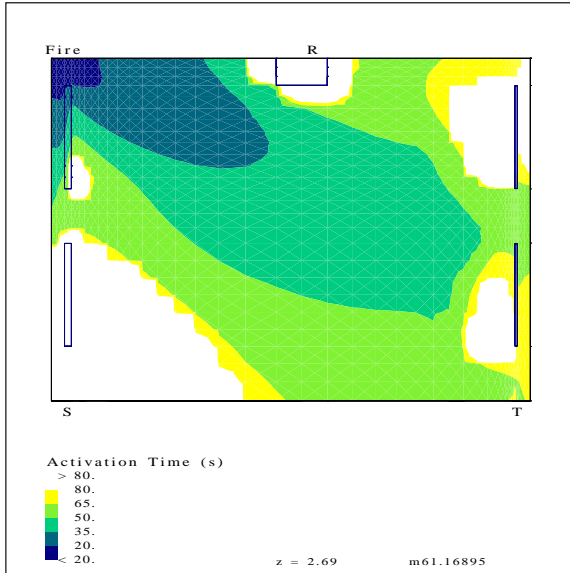 Fire
R
S
T
Activation Time (s)
> 80.
80.
65.
50.
35.
20.
< 20.
z = 2.69
m61.16895